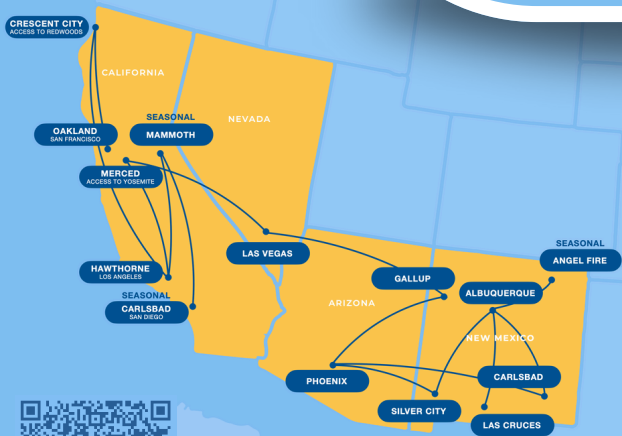 CRESCENT CITY
ACCESS TO REDWOODS
CALIFORNIA
NEVADA
SEASONAL
MAMMOTH
OAKLAND
SAN FRANCISCO
MERCED
ACCESS TO YOSEMITE
LAS VEGAS
HAWTHORNE
LOS ANGELES
SEASONAL
CARLSBAD
SAN DIEGO
SEASONAL
ANGEL FIRE
GALLUP
ALBUQUERQUE
ARIZONA
NEW MEXICO
PHOENIX
CARLSBAD
SILVER CITY
LAS CRUCES